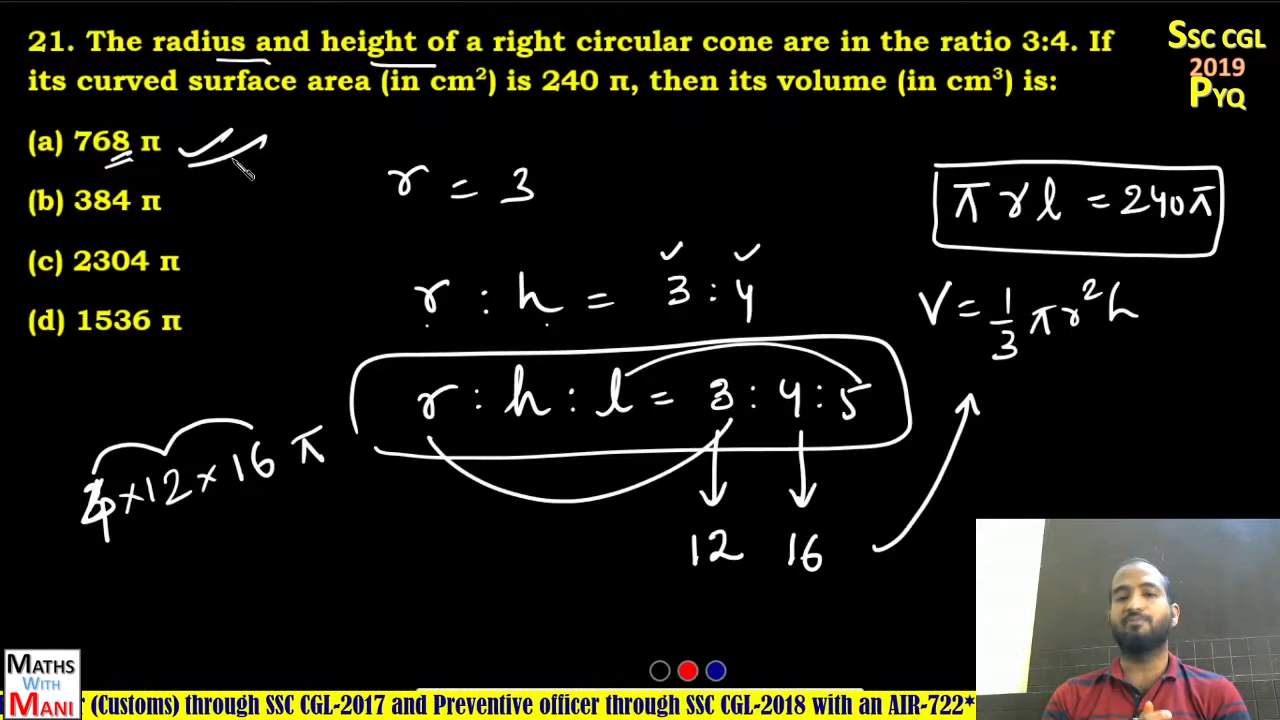 21. The radius and height of a right circular cone are in the ratio 3:4. If
its curved surface area (in cm²) is 240 π, then its volume (in cm³) is:
SSC CGL
2019
PYQ
(a) 768 π
(b) 384 π
(c) 2304 π
(d) 1536 π
r = 3
π r l = 240π
r : h = 3 : 4
V = 1/3 π r² h
r : h : l = 3 : 4 : 5
4 × 12 × 16 π
12 16
MATHS
WITH
MANI
(Customs) through SSC CGL-2017 and Preventive officer through SSC CGL-2018 with an AIR-722*